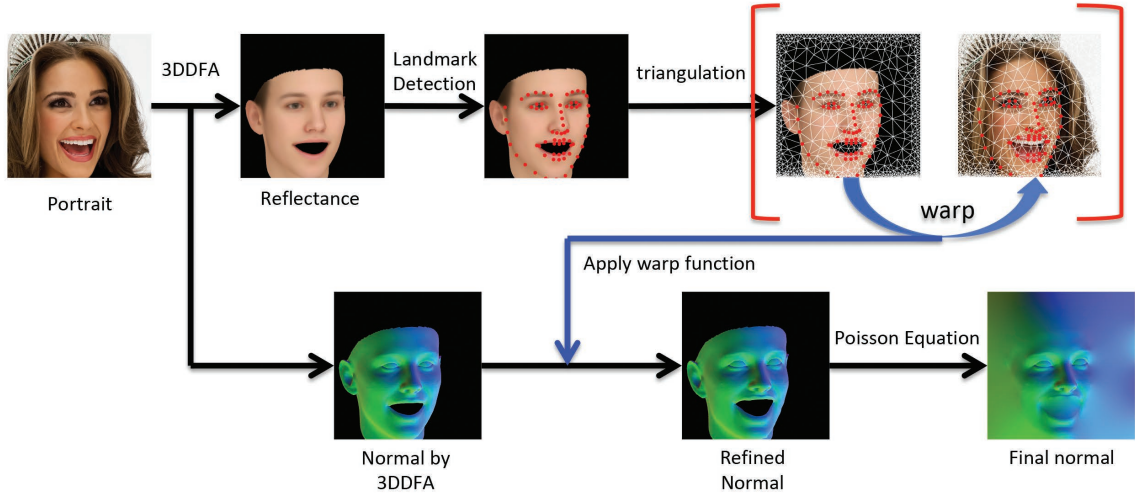 3DDFA
Landmark
Detection
triangulation
Portrait
Reflectance
warp
Apply warp function
Poisson Equation
Normal by
3DDFA
Refined
Normal
Final normal